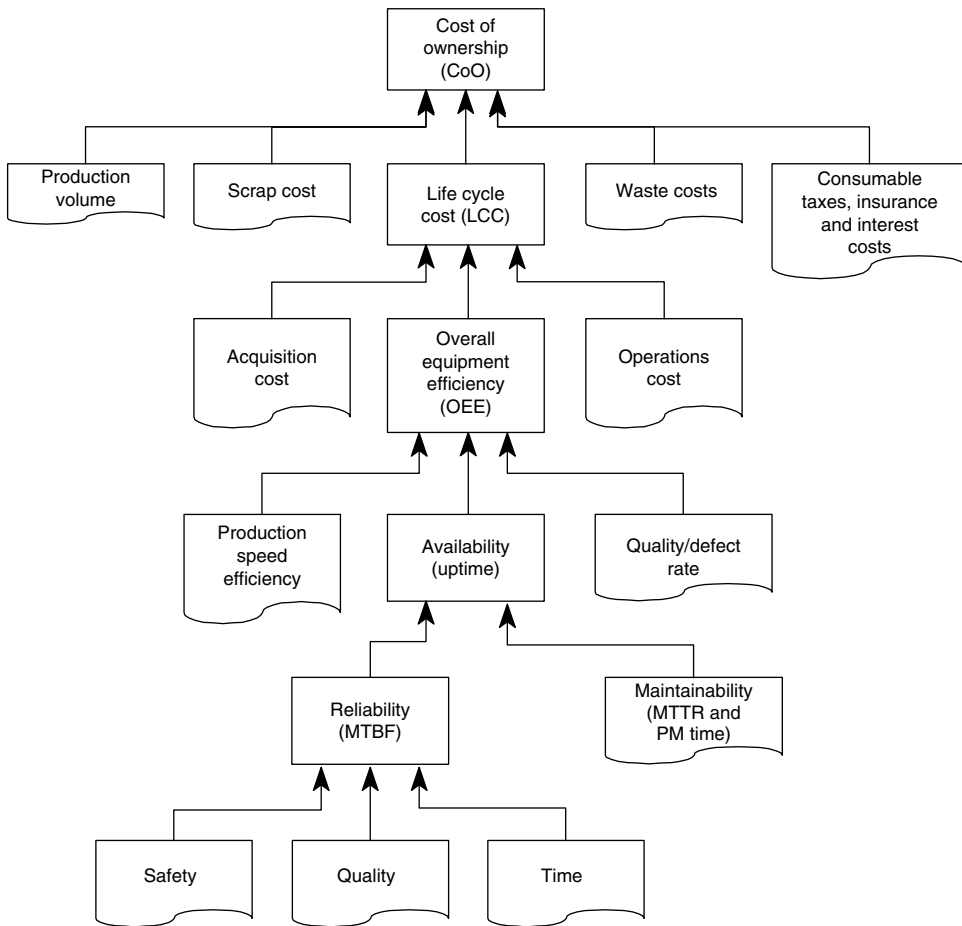 Cost of
ownership
(CoO)
Production
volume
Scrap cost
Life cycle
cost (LCC)
Waste costs
Consumable
taxes, insurance
and interest
costs
Acquisition
cost
Overall
equipment
efficiency
(OEE)
Operations
cost
Production
speed
efficiency
Availability
(uptime)
Quality/defect
rate
Reliability
(MTBF)
Maintainability
(MTTR and
PM time)
Safety
Quality
Time